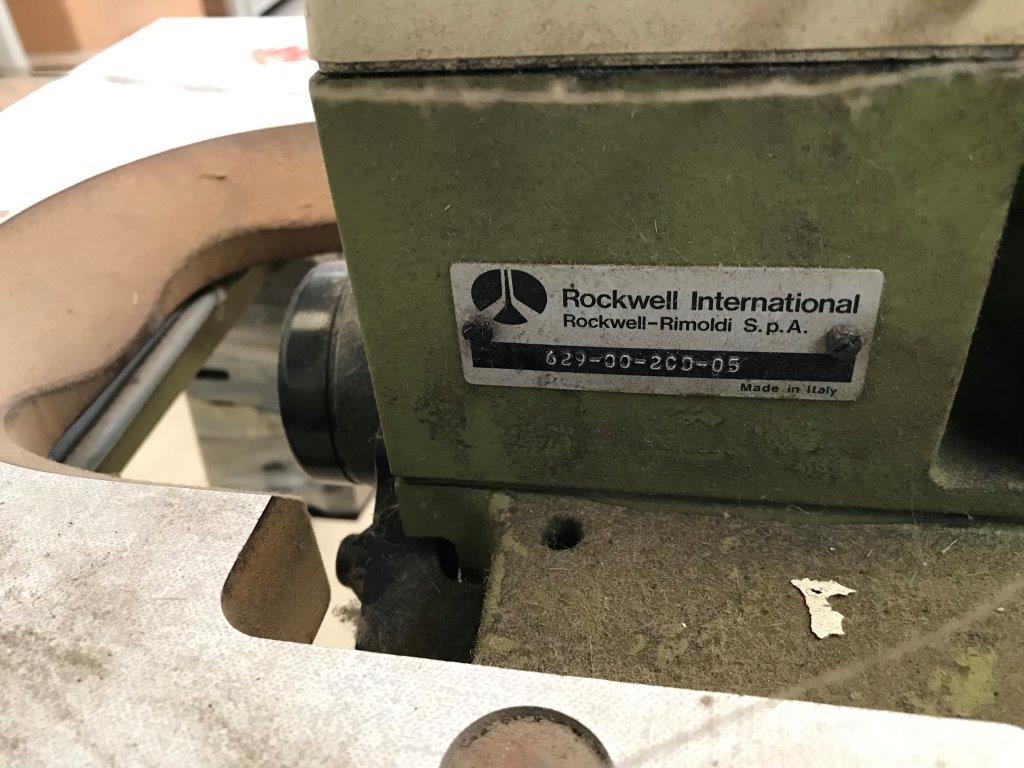 Rockwell International
Rockwell-Rimoldi S.p.A.
629-00-2CD-05
Made in Italy